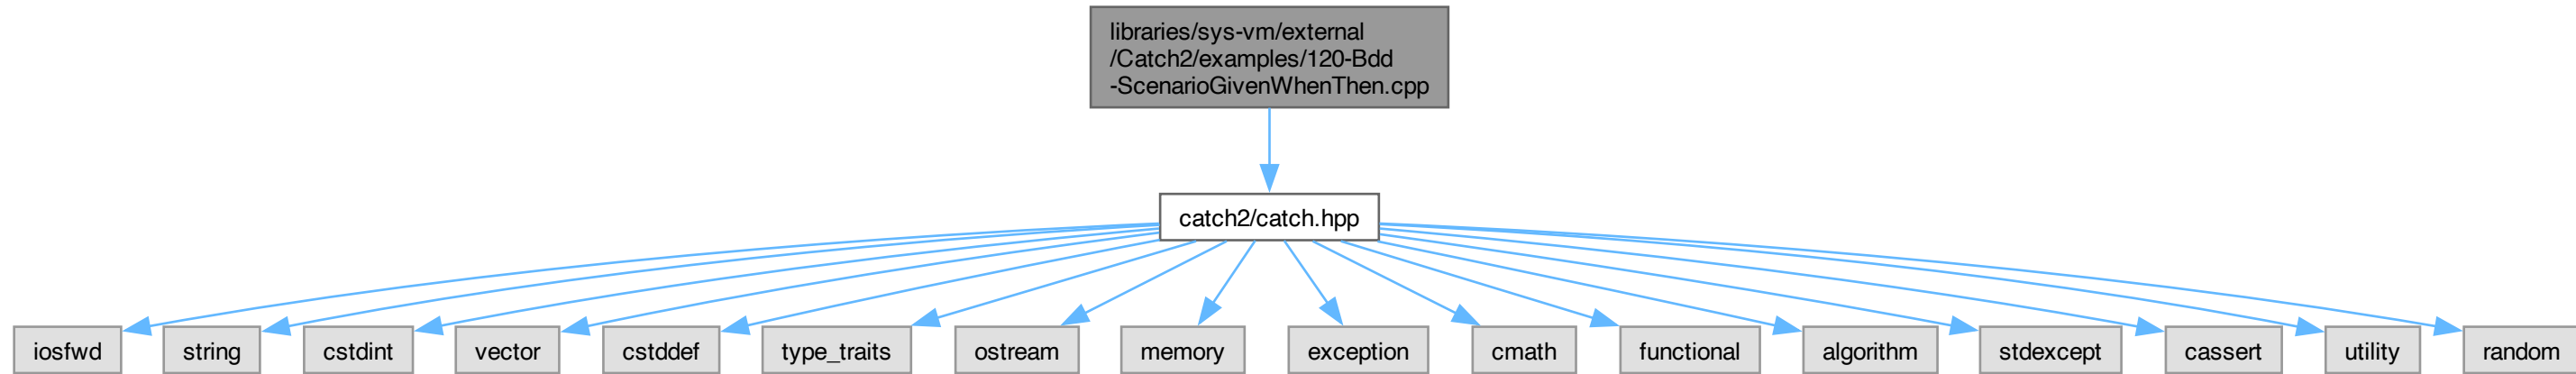 libraries/sys-vm/external
/Catch2/examples/120-Bdd
-ScenarioGivenWhenThen.cpp
catch2/catch.hpp
iosfwd
string
cstdint
vector
cstddef
type_traits
ostream
memory
exception
cmath
functional
algorithm
stdexcept
cassert
utility
random